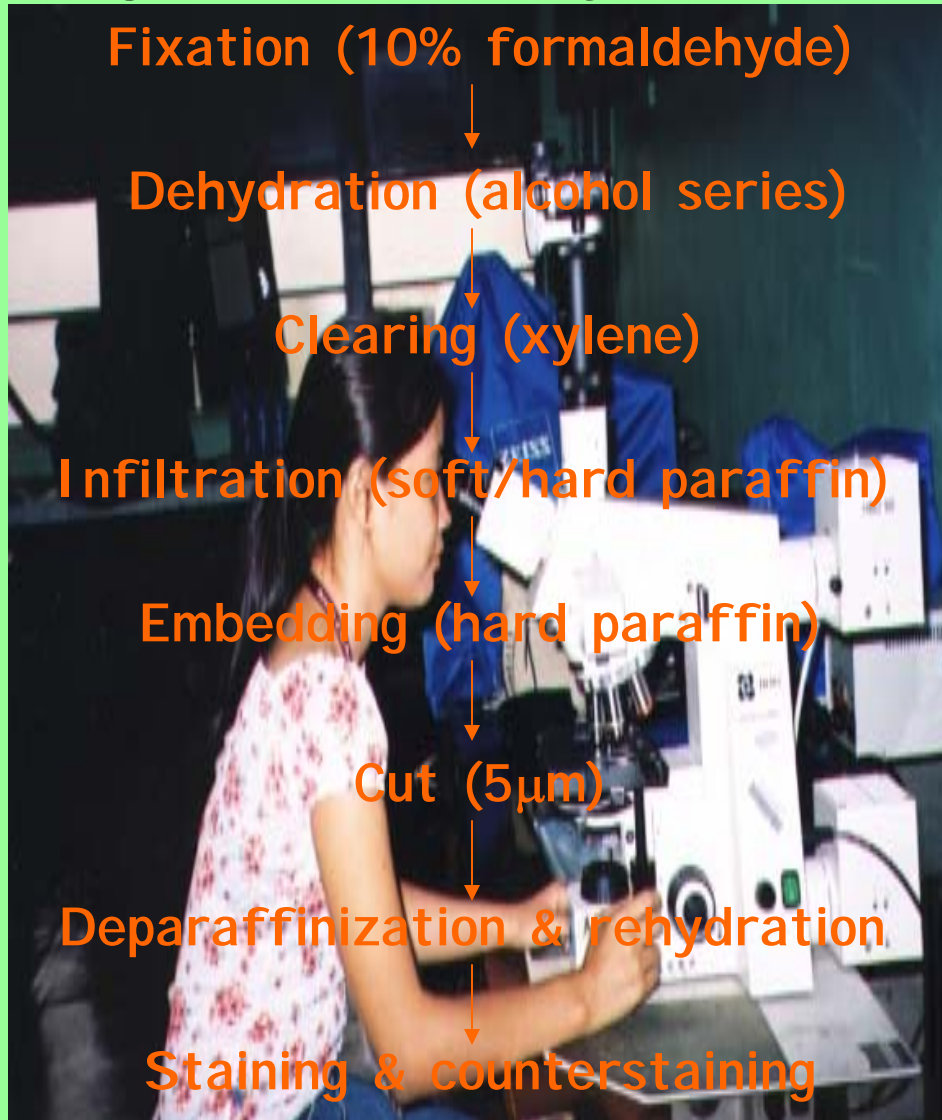 Fixation (10% formaldehyde)
Dehydration (alcohol series)
Clearing (xylene)
ZEISS
Infiltration (soft/hard paraffin)
Embedding (hard paraffin)
Cut (5μm)
Deparaffinization & rehydration
Staining & counterstaining